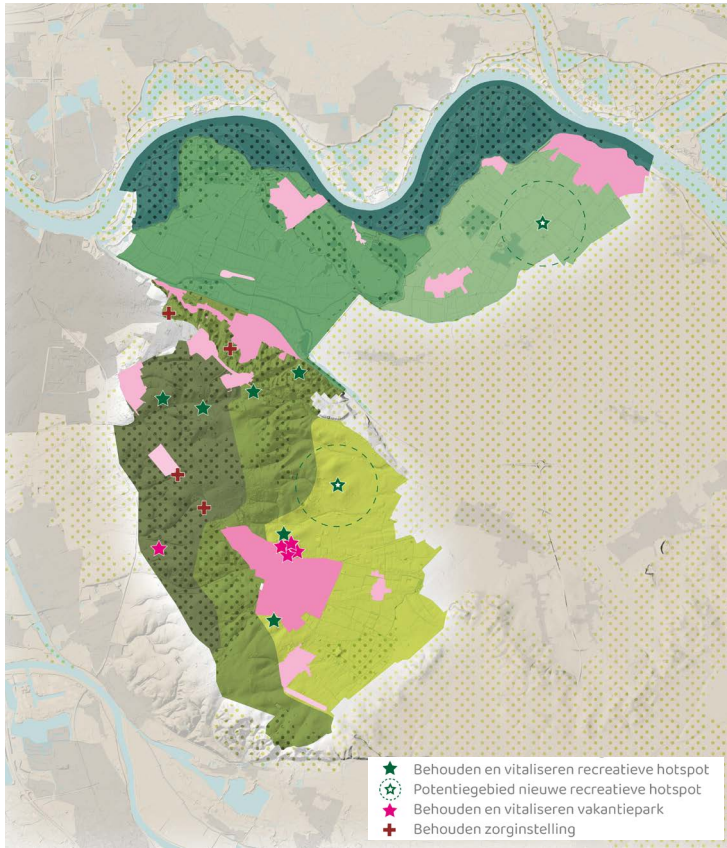 Behouden en vitaliseren recreatieve hotspot
Potentiegebied nieuwe recreatieve hotspot
Behouden en vitaliseren vakantiepark
Behouden zorginstelling